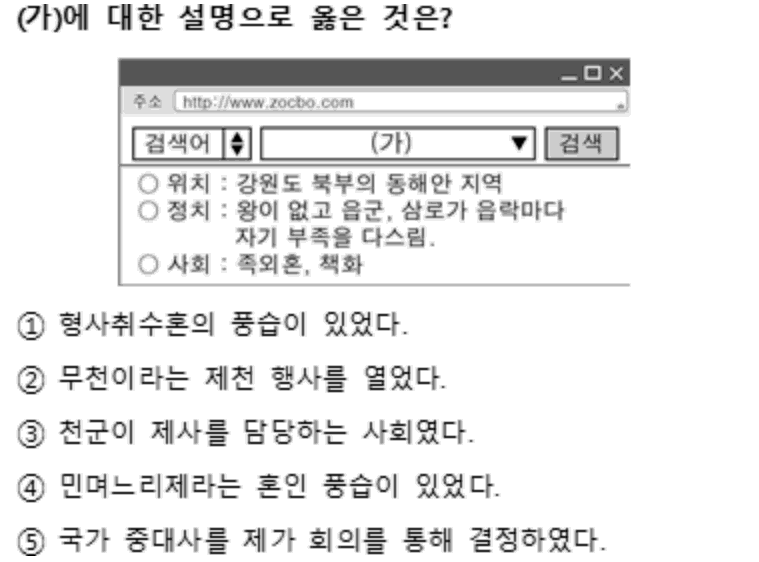 (가)에 대한 설명으로 옳은 것은?
주소 http://www.zocbo.com
검색어 (가) 검색
○ 위치 : 강원도 북부의 동해안 지역
○ 정치 : 왕이 없고 읍군, 삼로가 읍락마다
자기 부족을 다스림.
○ 사회 : 족외혼, 책화
① 형사취수혼의 풍습이 있었다.
② 무천이라는 제천 행사를 열었다.
③ 천군이 제사를 담당하는 사회였다.
④ 민며느리제라는 혼인 풍습이 있었다.
⑤ 국가 중대사를 제가 회의를 통해 결정하였다.